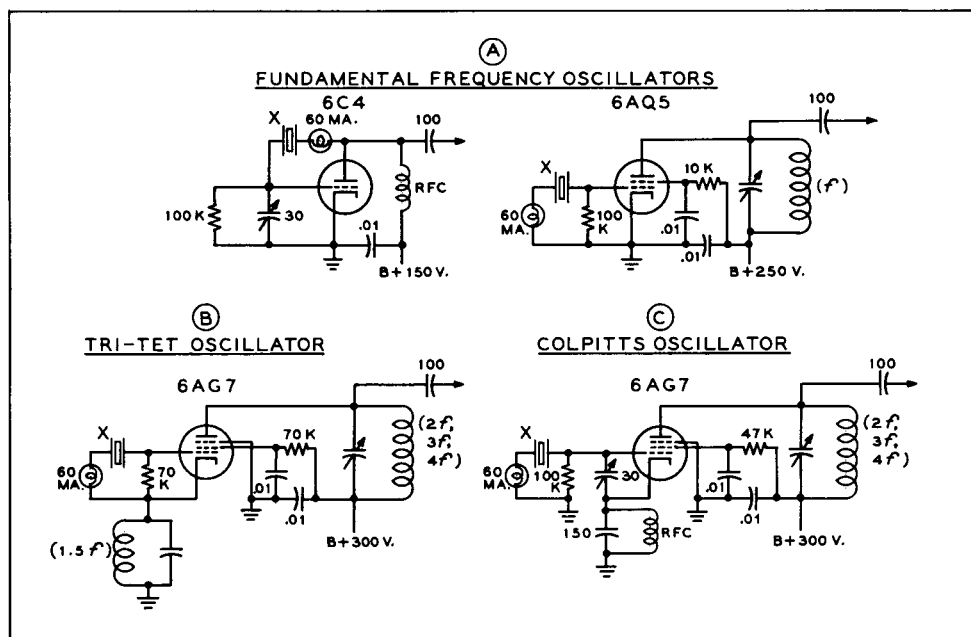 A
FUNDAMENTAL FREQUENCY OSCILLATORS
6C4
X
60 MA.
100
100 K
30
.01
RFC
B+150 V.
6AQ5
X
60
MA.
100
K
10 K
.01
.01
100
(f)
B+250 V.
B
TRI-TET OSCILLATOR
6AG7
X
60
MA.
70
K
70 K
.01
.01
100
(2f,
3f,
4f)
(1.5f)
B+300 V.
C
COLPITTS OSCILLATOR
6AG7
X
60
MA.
100
K
30
150
RFC
47 K
.01
.01
100
(2f,
3f,
4f)
B+300 V.